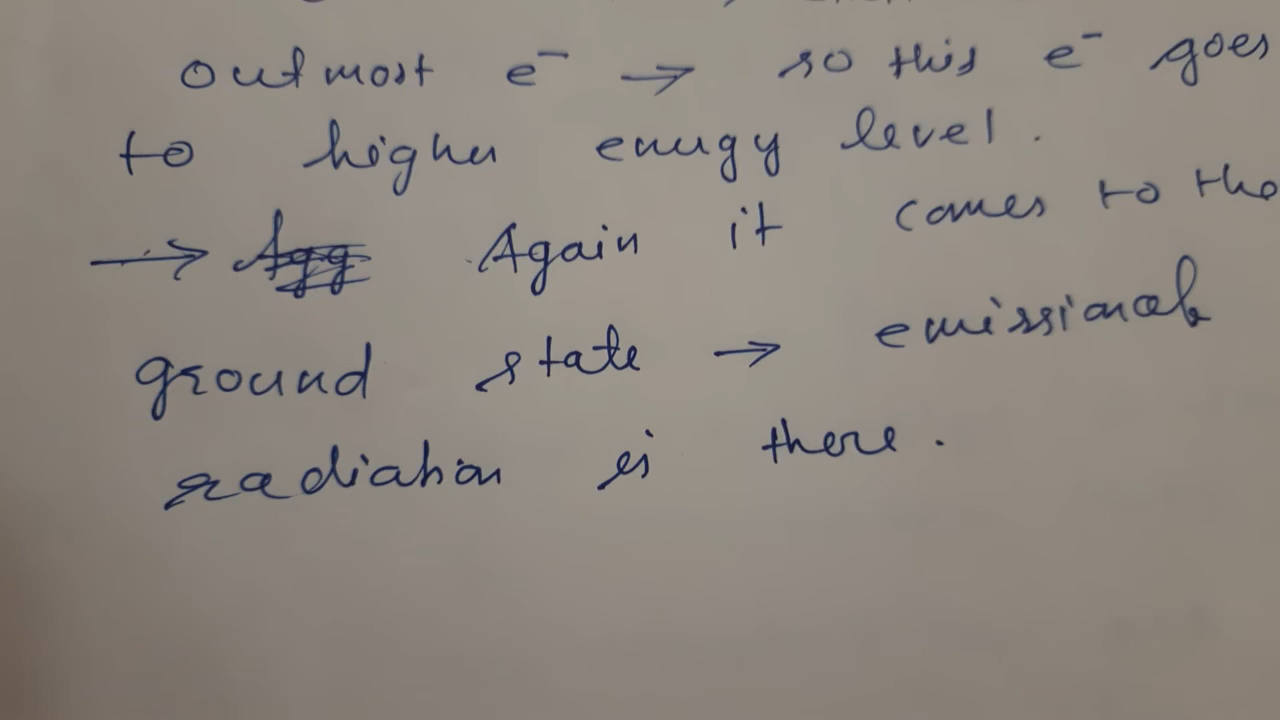 outmost e⁻ → so this e⁻ goes
to higher energy level.
→ Again it comes to the
ground state → emission of
radiation is there.